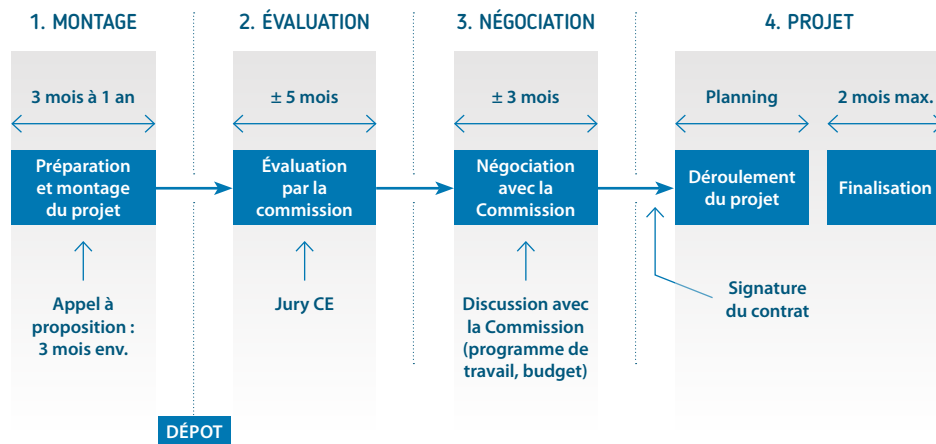 1. MONTAGE
2. ÉVALUATION
3. NÉGOCIATION
4. PROJET
3 mois à 1 an
± 5 mois
± 3 mois
Planning
2 mois max.
Préparation
et montage
du projet
Évaluation
par la
commission
Négociation
avec la
Commission
Déroulement
du projet
Finalisation
Appel à
proposition :
3 mois env.
Jury CE
Discussion avec
la Commission
(programme de
travail, budget)
Signature
du contrat
DÉPOT